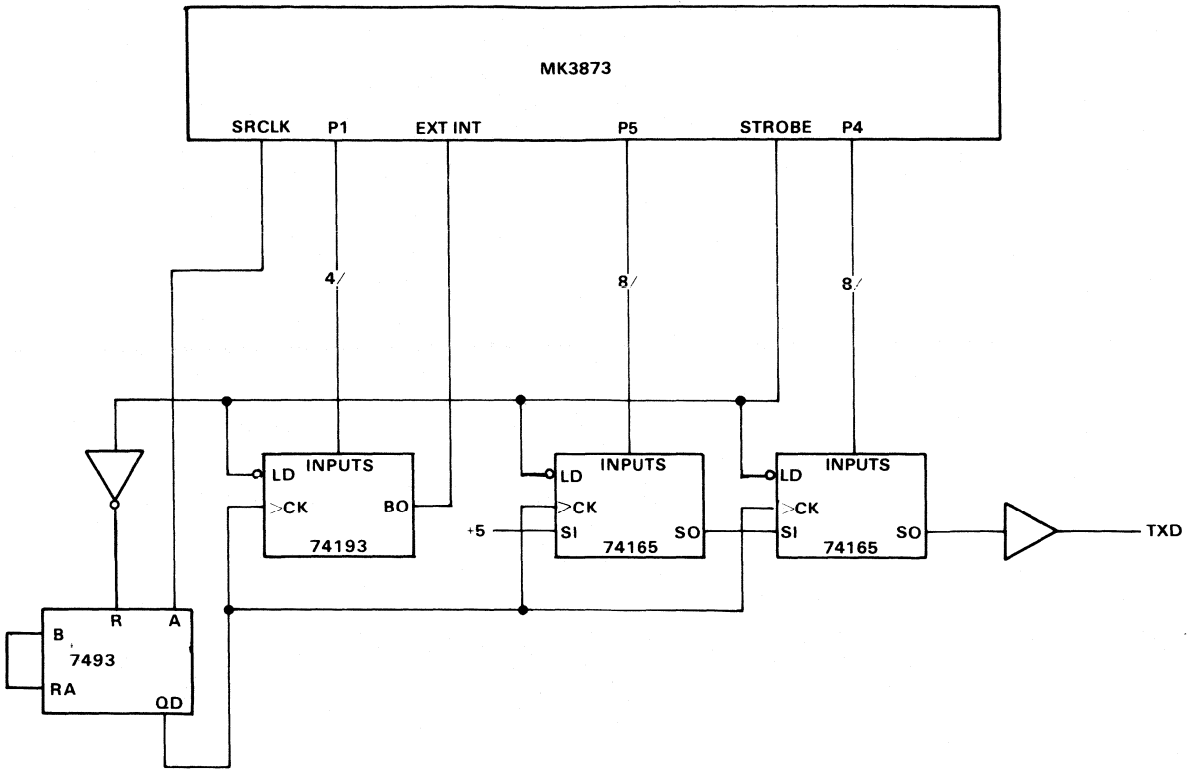 MK3873
SRCLK P1 EXT INT P5 STROBE P4
4/ 8/ 8/
INPUTS INPUTS INPUTS
LD LD LD
>CK BO >CK >CK
+5 SI SO SI SO TXD
74193 74165 74165
R A
B
7493
RA
QD